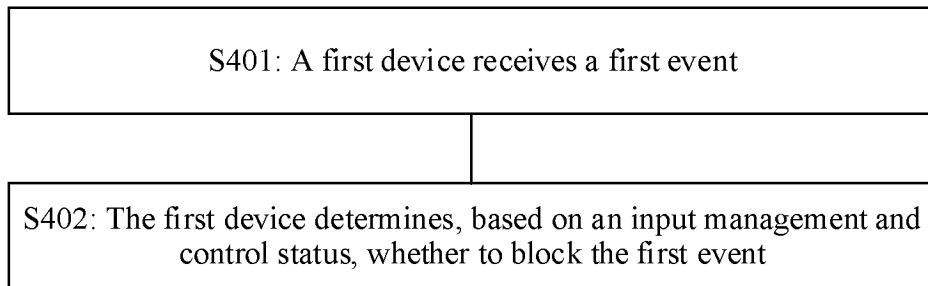 S401: A first device receives a first event
S402: The first device determines, based on an input management and
control status, whether to block the first event